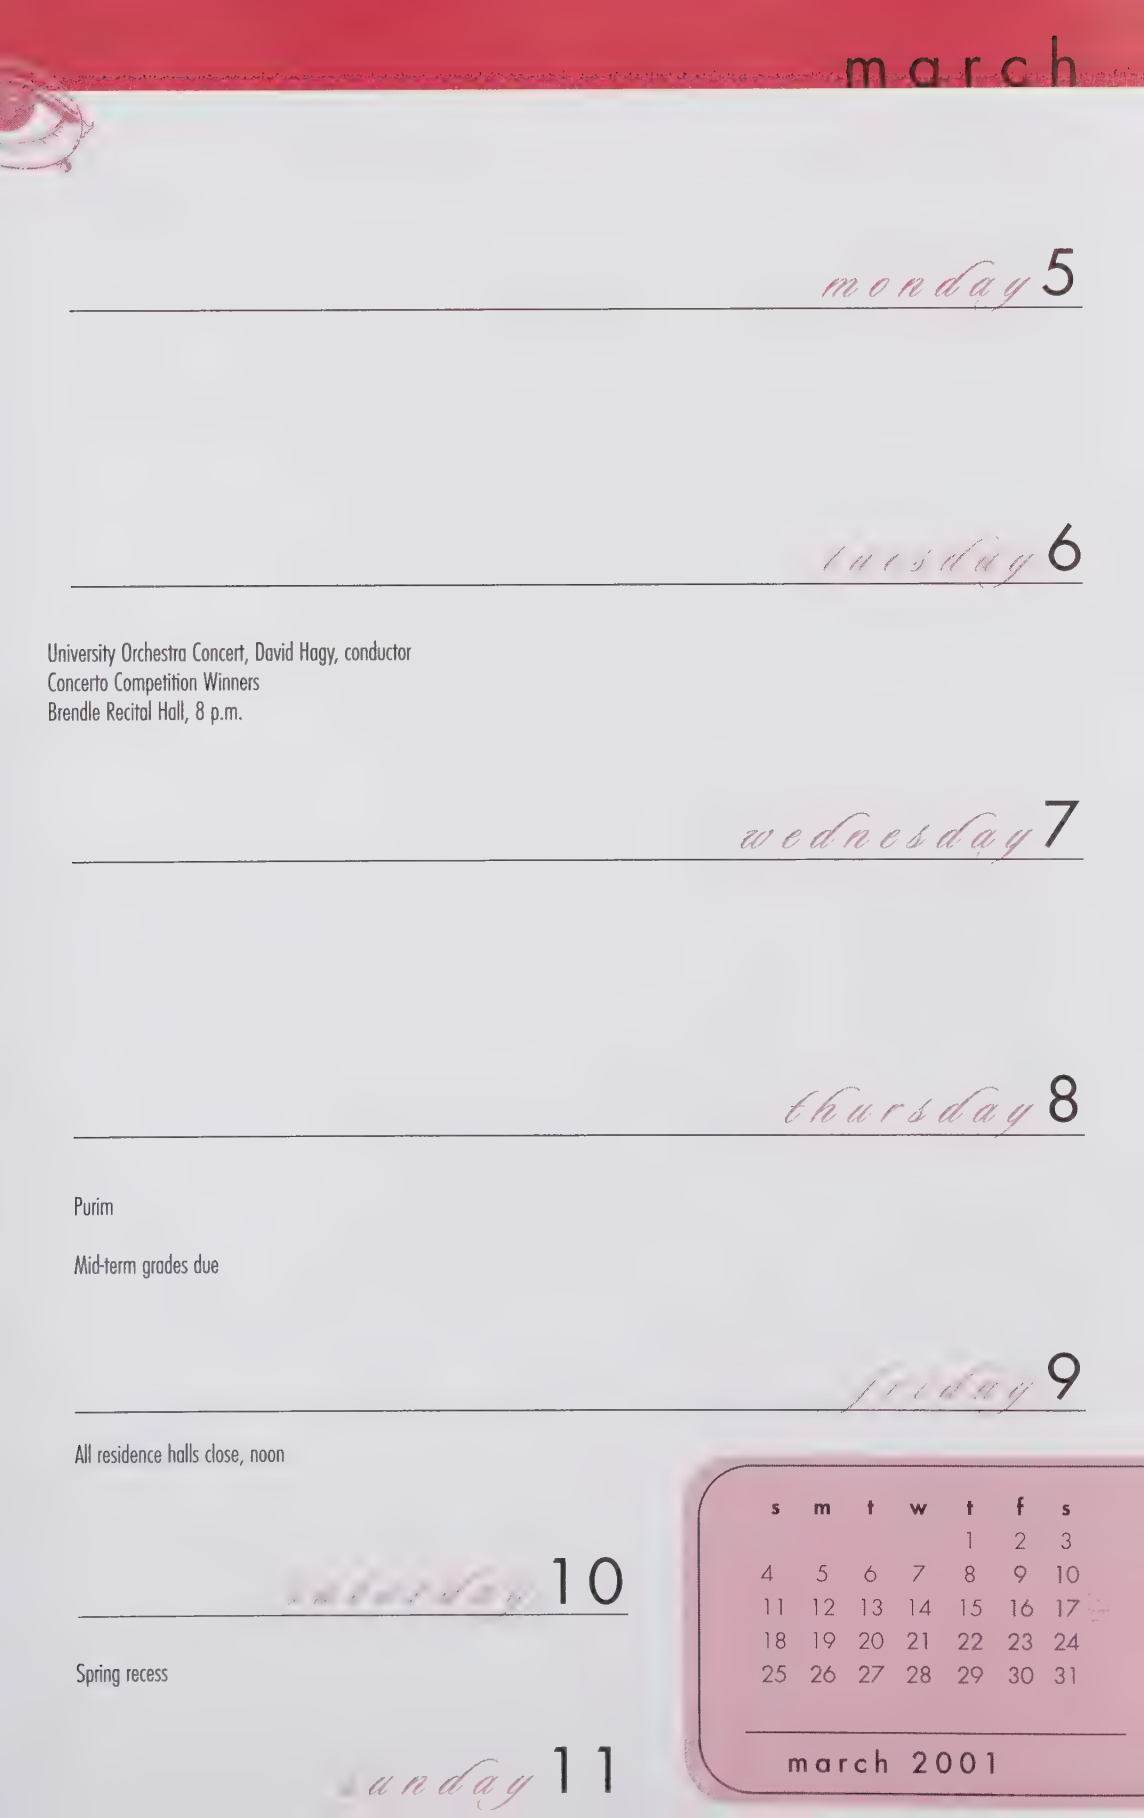 march
monday 5
tuesday 6
University Orchestra Concert, David Hagy, conductor
Concerto Competition Winners
Brendle Recital Hall, 8 p.m.
wednesday 7
thursday 8
Purim
Mid-term grades due
friday 9
All residence halls close, noon
saturday 10
Spring recess
sunday 11
s m t w t f s
1 2 3
4 5 6 7 8 9 10
11 12 13 14 15 16 17
18 19 20 21 22 23 24
25 26 27 28 29 30 31
march 2001